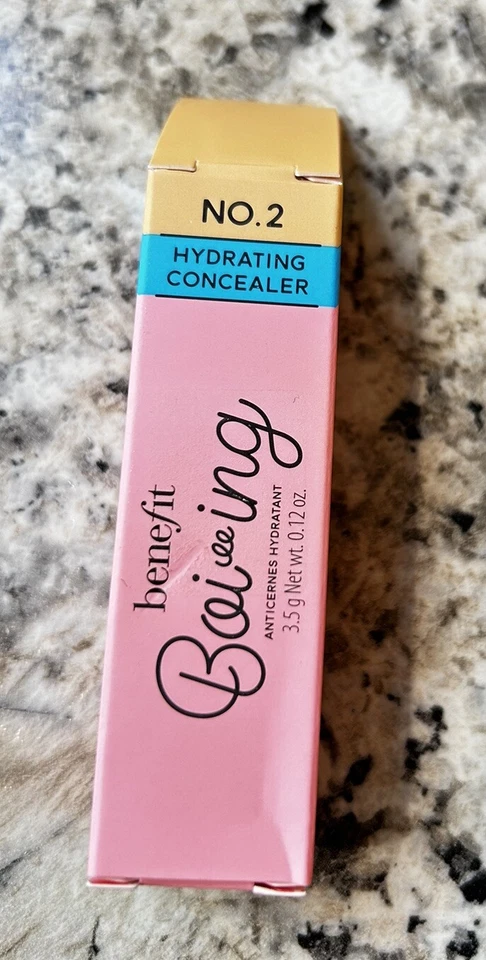 NO.2
HYDRATING
CONCEALER
benefit
Boi-ing
ANTICERNES HYDRATANT
3.5 g Net wt. 0.12 oz.